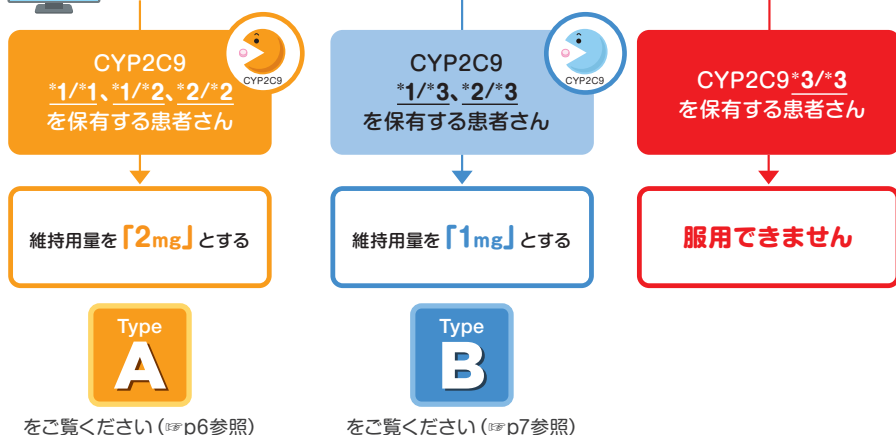 CYP2C9
*1/*1、*1/*2、*2/*2
を保有する患者さん
CYP2C9
維持用量を「2mg」とする
Type
A
をご覧ください(☞p6参照)
CYP2C9
*1/*3、*2/*3
を保有する患者さん
CYP2C9
維持用量を「1mg」とする
Type
B
をご覧ください(☞p7参照)
CYP2C9*3/*3
を保有する患者さん
服用できません